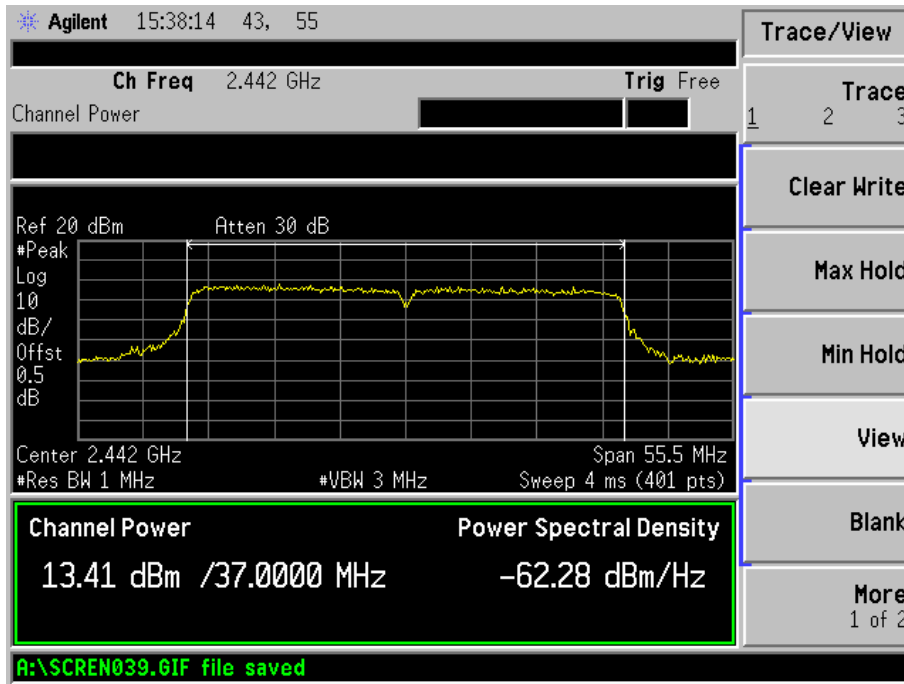 Agilent 15:38:14 43, 55
Trace/View
Ch Freq 2.442 GHz Trig Free
Channel Power
Trace
1 2 3
Clear Write
Max Hold
Min Hold
View
Blank
More
1 of 2
Ref 20 dBm Atten 30 dB
#Peak
Log
10
dB/
Offst
0.5
dB
Center 2.442 GHz Span 55.5 MHz
#Res BW 1 MHz #VBW 3 MHz Sweep 4 ms (401 pts)
Channel Power Power Spectral Density
13.41 dBm /37.0000 MHz -62.28 dBm/Hz
A:\SCREN039.GIF file saved